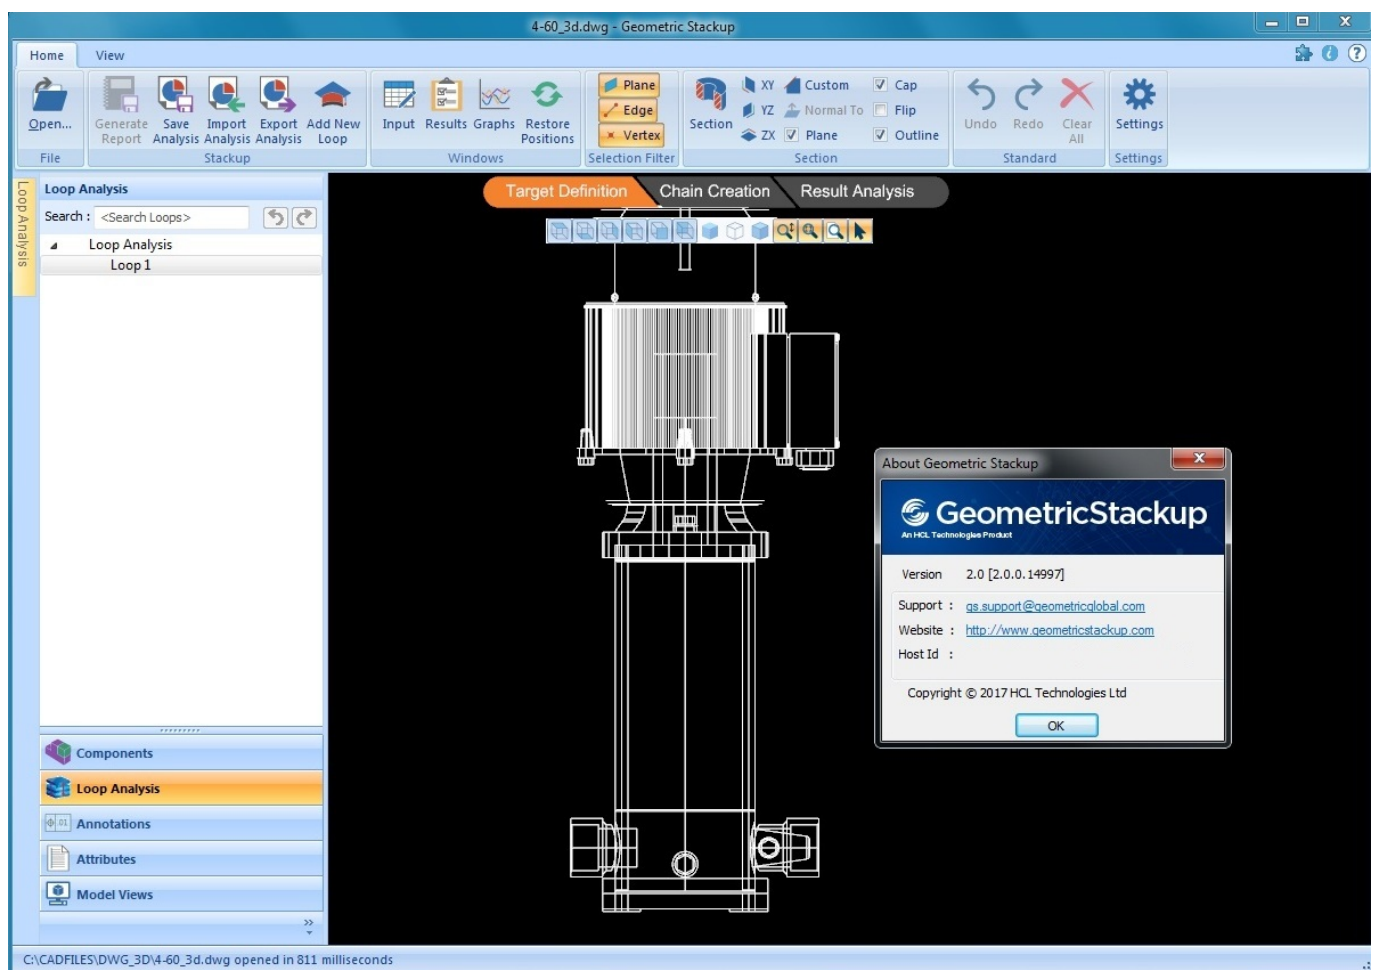 4-60_3d.dwg - Geometric Stackup
Home View
Open... Generate Report Save Analysis Import Analysis Export Analysis Add New Loop Input Results Graphs Restore Positions
Plane
Edge
Vertex
Section
XY Custom Cap
YZ Normal To Flip
ZX Plane Outline
Undo Redo Clear All Settings
File Stackup Windows Selection Filter Section Standard Settings
Loop Analysis
Loop Analysis
Target Definition Chain Creation Result Analysis
Search : <Search Loops>
Loop Analysis
Loop 1
About Geometric Stackup
GeometricStackup
An HCL Technologies Product
Version 2.0 [2.0.0.14997]
Support : gs.support@geometricglobal.com
Website : http://www.geometricstackup.com
Host Id :
Copyright © 2017 HCL Technologies Ltd
OK
Components
Loop Analysis
.01 Annotations
Attributes
Model Views
C:\CADFILES\DWG_3D\4-60_3d.dwg opened in 811 milliseconds